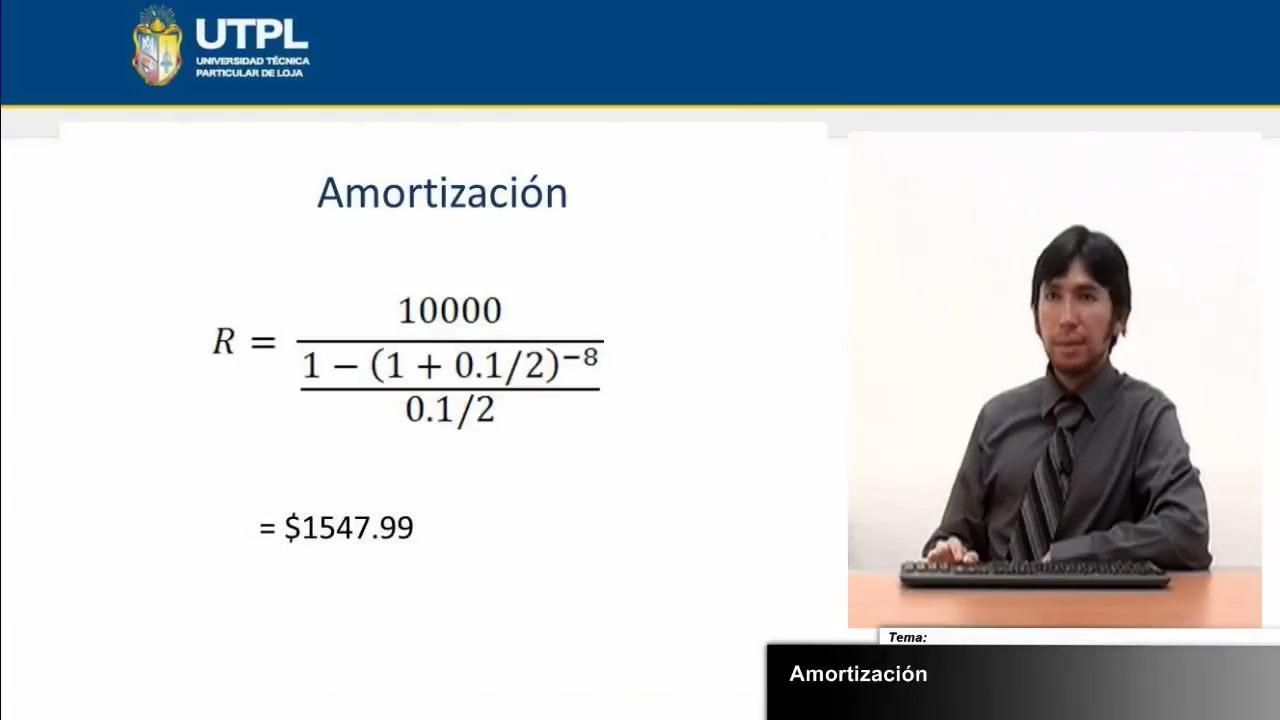 UTPL
UNIVERSIDAD TÉCNICA
PARTICULAR DE LOJA
Amortización
R = 10000
1 − (1 + 0.1/2)⁻⁸
0.1/2
= $1547.99
Tema:
Amortización